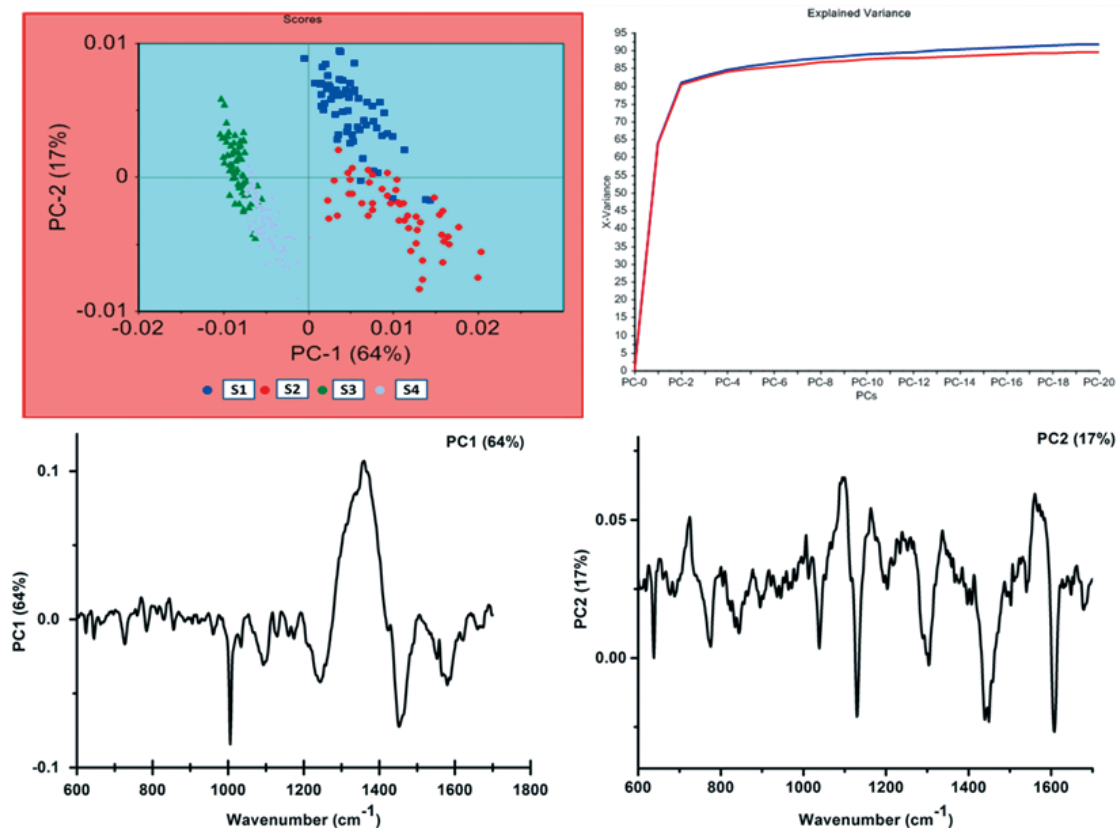 Scores
0.01
0
-0.01
PC-2 (17%)
-0.02 -0.01 0 0.01 0.02
PC-1 (64%)
S1 S2 S3 S4
Explained Variance
95
90
85
80
75
70
65
60
55
50
45
40
35
30
25
20
15
10
5
0
X-Variance
PC-0 PC-2 PC-4 PC-6 PC-8 PC-10 PC-12 PC-14 PC-16 PC-18 PC-20
PCs
PC1 (64%)
0.1
0.0
-0.1
PC1 (64%)
600 800 1000 1200 1400 1600 1800
Wavenumber (cm-1)
PC2 (17%)
0.05
0.00
PC2 (17%)
600 800 1000 1200 1400 1600
Wavenumber (cm-1)